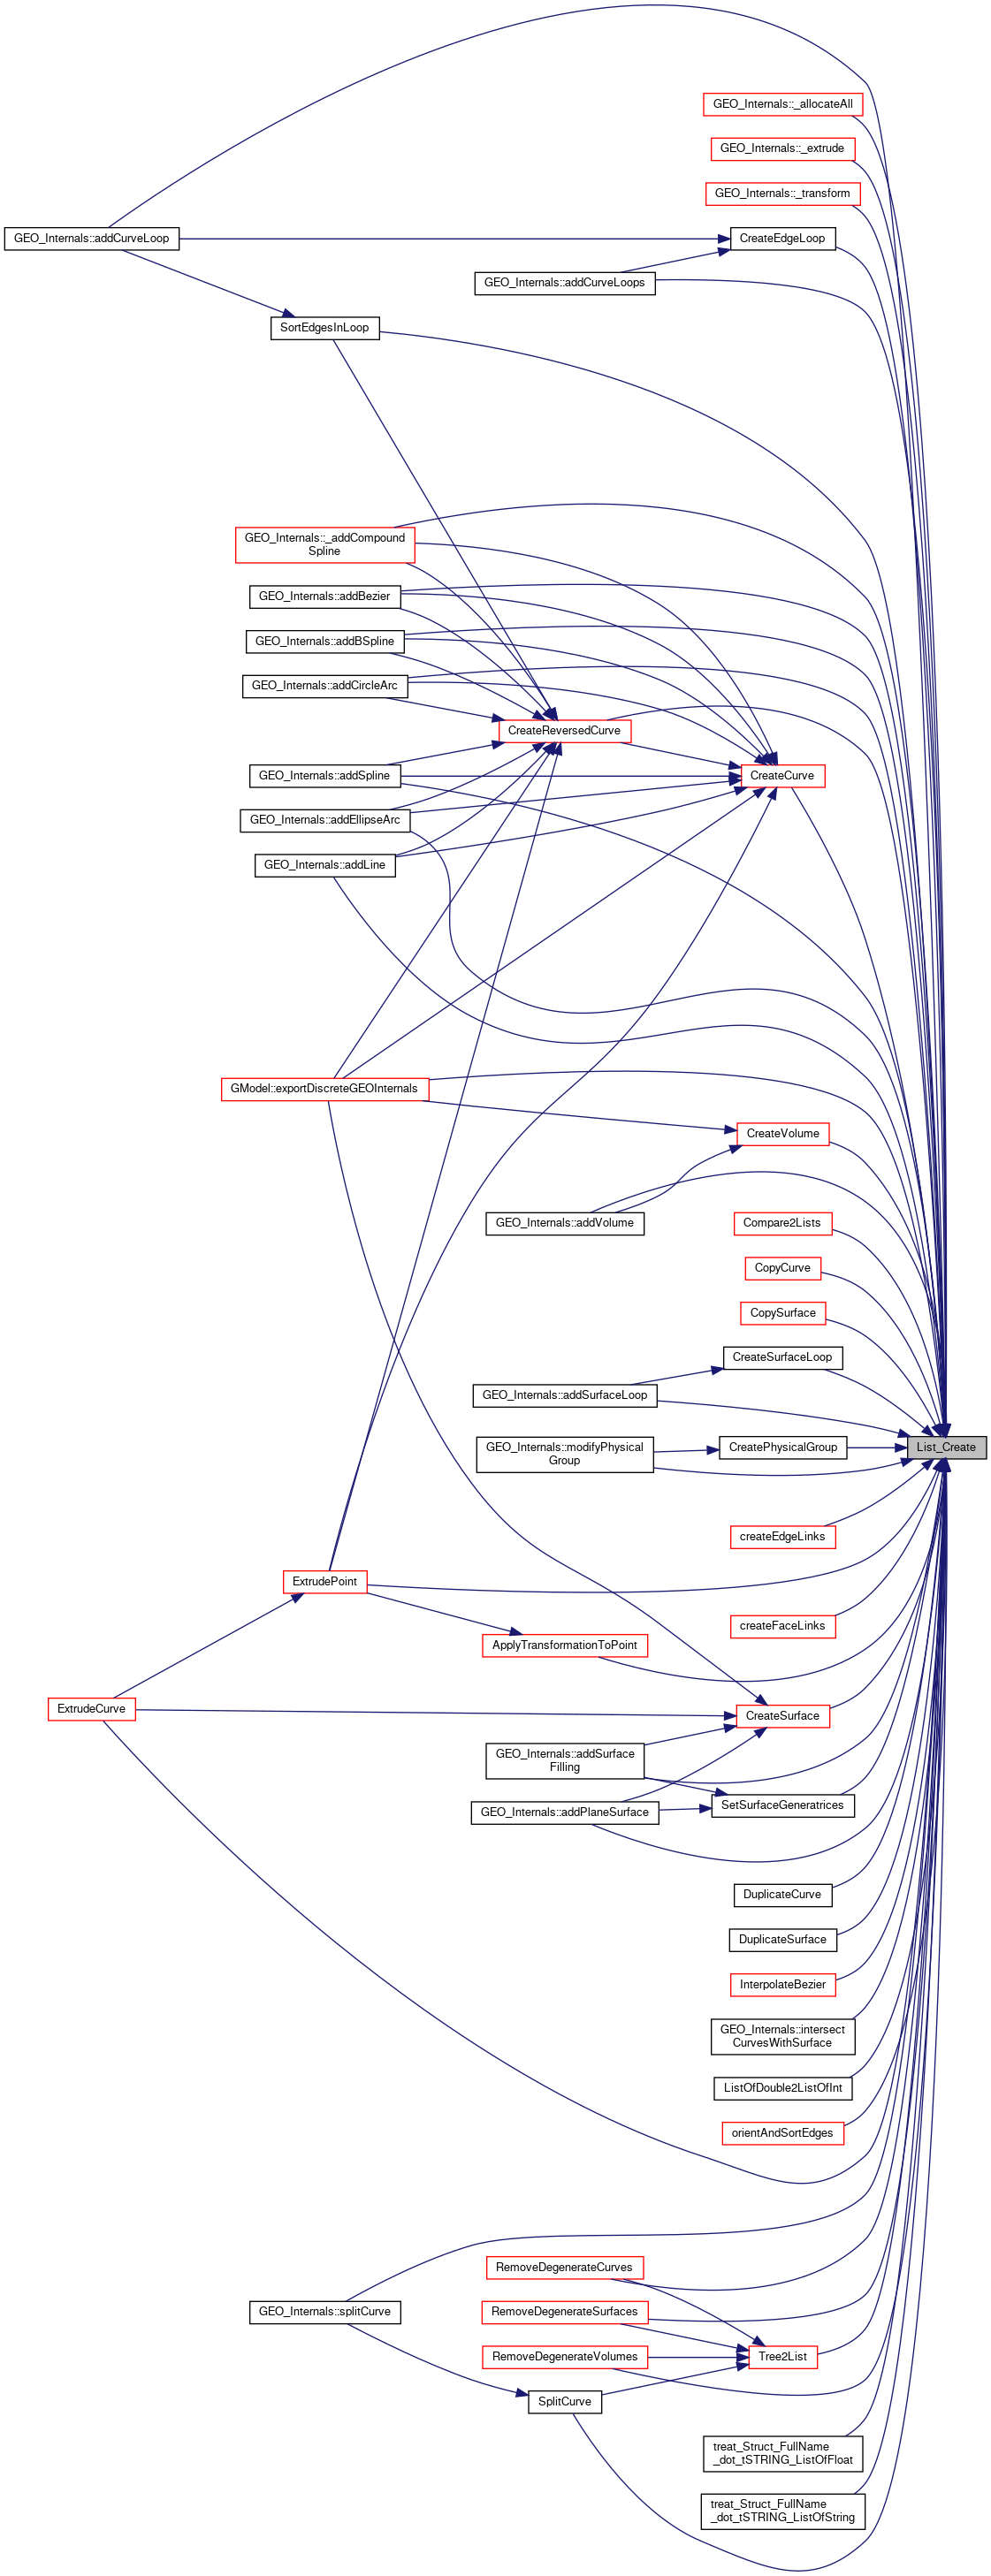 GEO_Internals::_allocateAll
GEO_Internals::_extrude
GEO_Internals::_transform
GEO_Internals::addCurveLoop
CreateEdgeLoop
GEO_Internals::addCurveLoops
SortEdgesInLoop
GEO_Internals::_addCompound
Spline
GEO_Internals::addBezier
GEO_Internals::addBSpline
GEO_Internals::addCircleArc
CreateReversedCurve
GEO_Internals::addSpline
CreateCurve
GEO_Internals::addEllipseArc
GEO_Internals::addLine
GModel::exportDiscreteGEOInternals
CreateVolume
GEO_Internals::addVolume
Compare2Lists
CopyCurve
CopySurface
CreateSurfaceLoop
GEO_Internals::addSurfaceLoop
GEO_Internals::modifyPhysical
Group
CreatePhysicalGroup
List_Create
createEdgeLinks
ExtrudePoint
createFaceLinks
ApplyTransformationToPoint
ExtrudeCurve
CreateSurface
GEO_Internals::addSurface
Filling
SetSurfaceGeneratrices
GEO_Internals::addPlaneSurface
DuplicateCurve
DuplicateSurface
InterpolateBezier
GEO_Internals::intersect
CurvesWithSurface
ListOfDouble2ListOfInt
orientAndSortEdges
RemoveDegenerateCurves
GEO_Internals::splitCurve
RemoveDegenerateSurfaces
RemoveDegenerateVolumes
Tree2List
SplitCurve
treat_Struct_FullName
_dot_tSTRING_ListOfFloat
treat_Struct_FullName
_dot_tSTRING_ListOfString